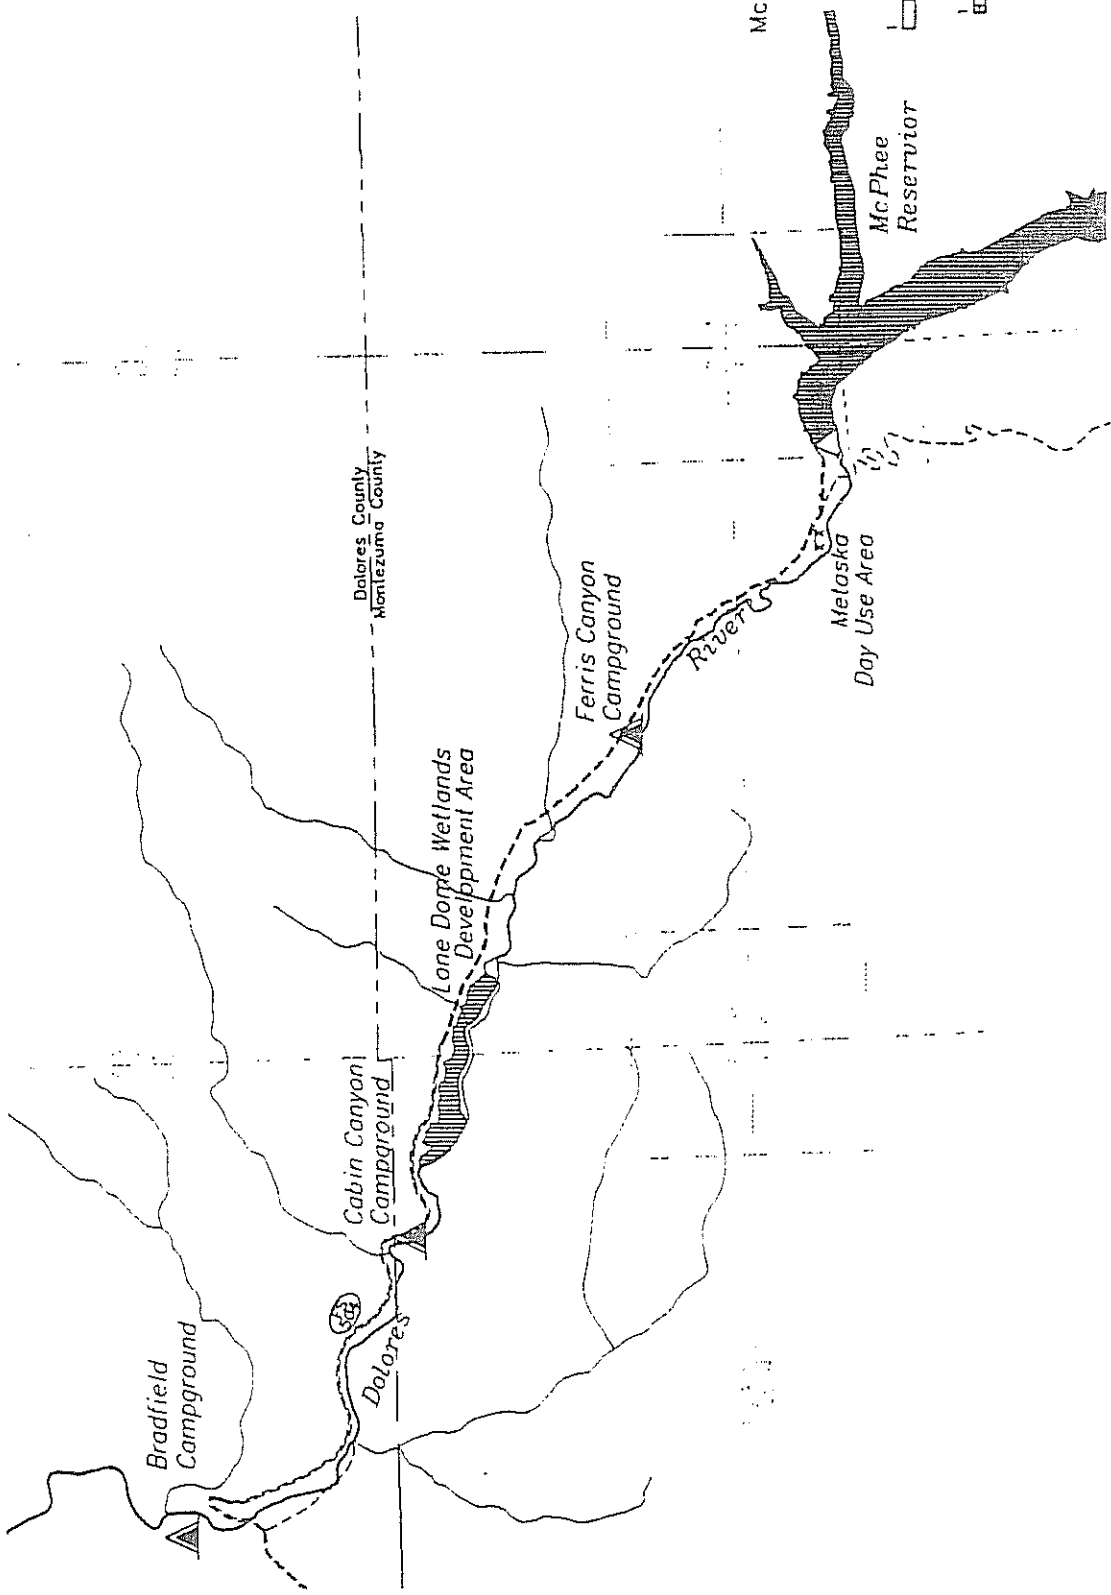 Bradfield
Campground
Dolores
Cabin Canyon
Campground
Lone Dome Wetlands
Development Area
Dolores County
Montezuma County
Ferris Canyon
Campground
River
Metaska
Day Use Area
McPhee
Reservior
Mc